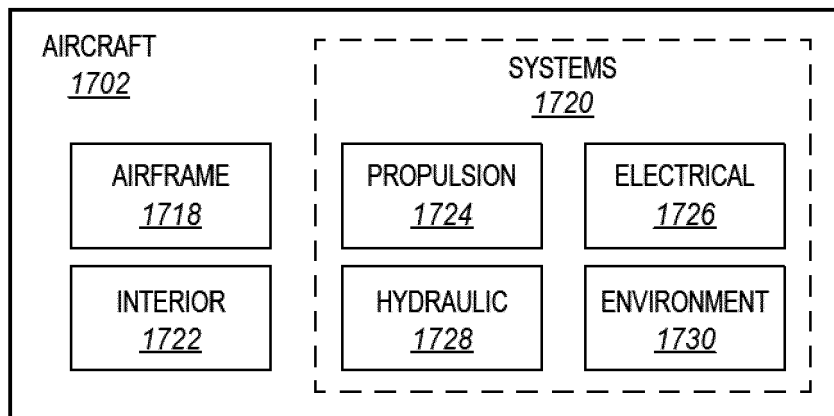 AIRCRAFT
1702
SYSTEMS
1720
AIRFRAME
1718
PROPULSION
1724
ELECTRICAL
1726
INTERIOR
1722
HYDRAULIC
1728
ENVIRONMENT
1730